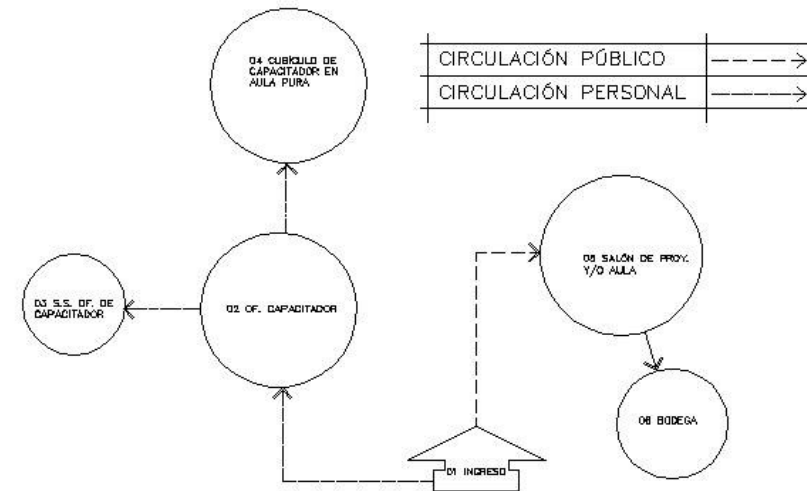 04 CUBÍCULO DE
CAPACITADOR EN
AULA PURA
CIRCULACIÓN PÚBLICO
CIRCULACIÓN PERSONAL
05 SALÓN DE PROY.
Y/O AULA
03 S.S. OF. DE
CAPACITADOR
02 OF. CAPACITADOR
06 BODEGA
01 INGRESO